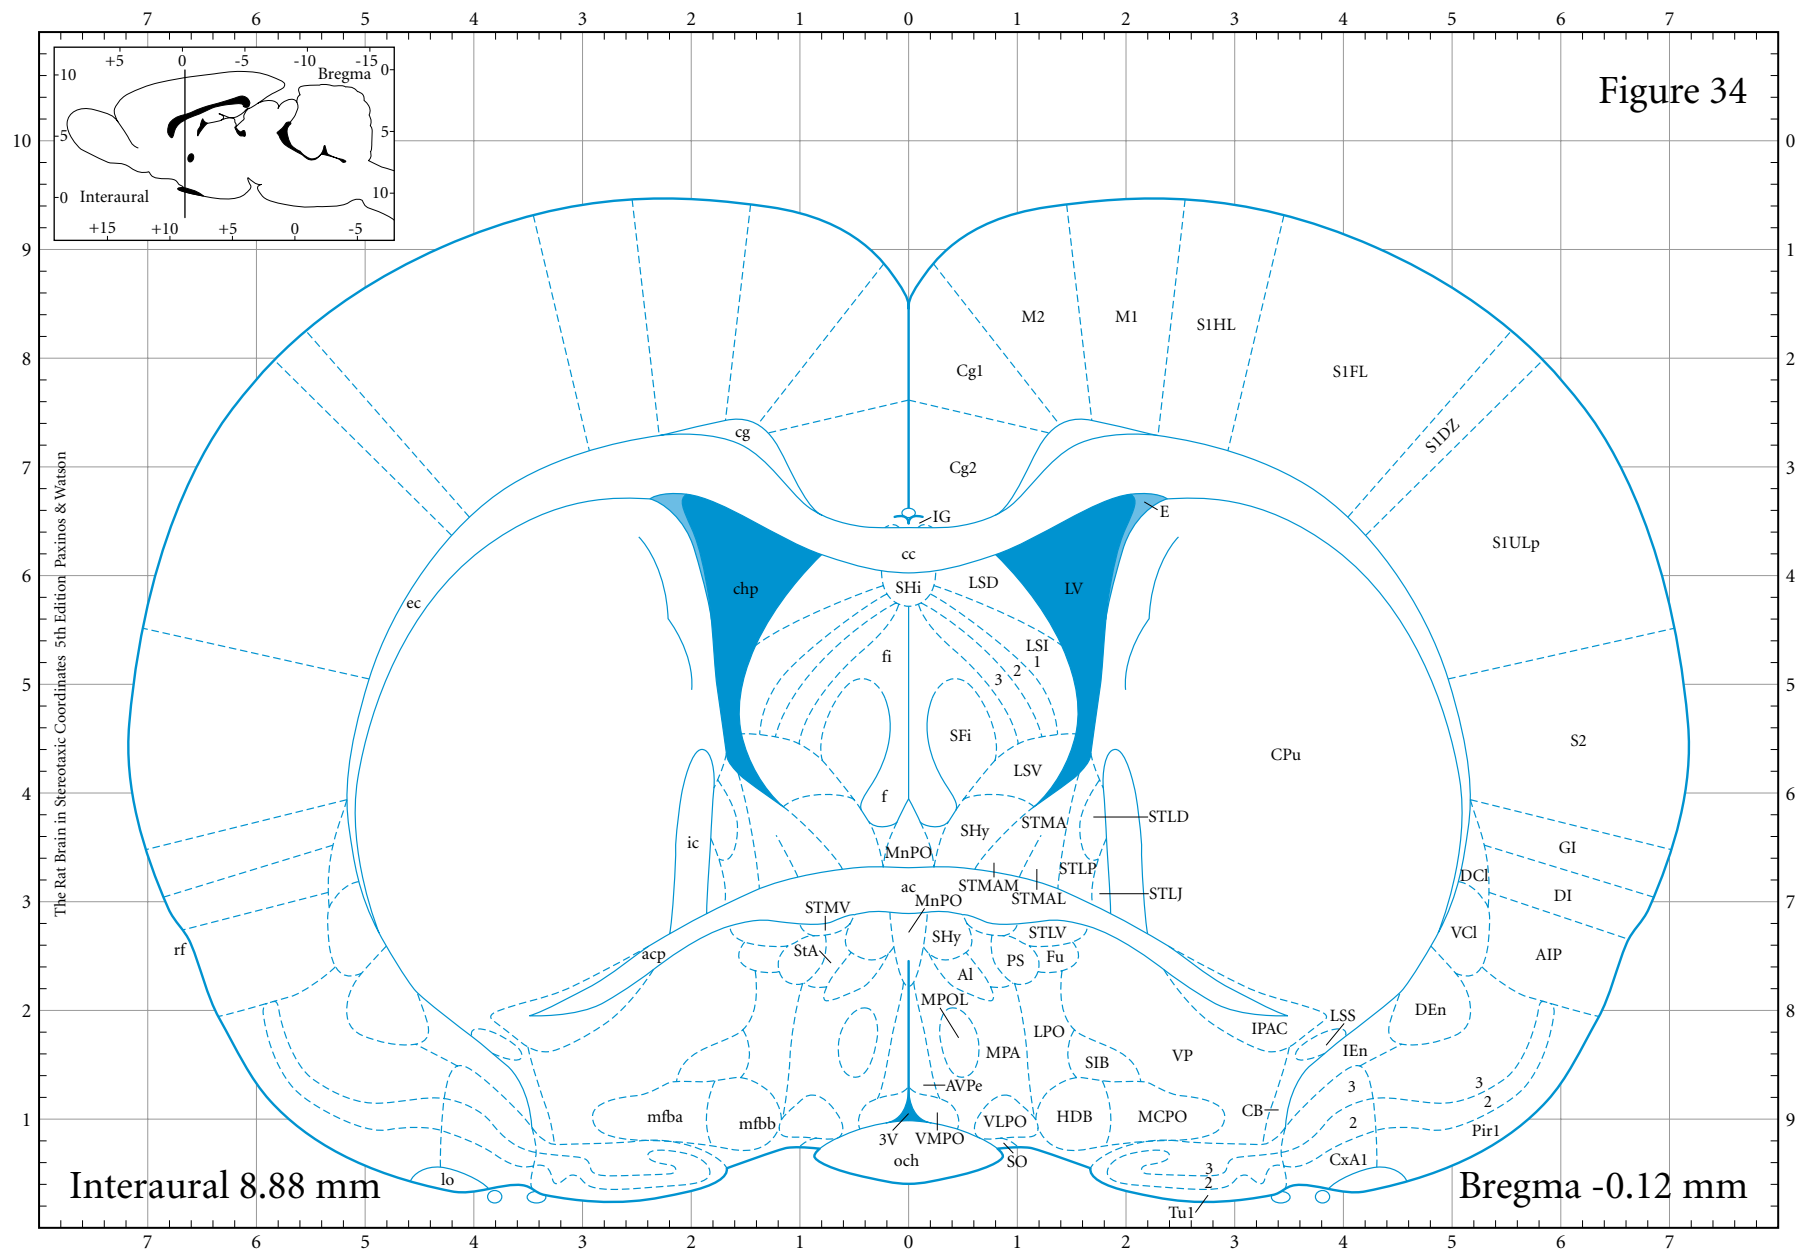 7 6 5 4 3 2 1 0 1 2 3 4 5 6 7
+5 0 -5 -10 -15
Bregma 0
10
5 5
0 Interaural 10
+15 +10 +5 0 -5
Figure 34
10 0
9 1
8 2
7 3
6 4
5 5
4 6
3 7
2 8
1 9
The Rat Brain in Stereotaxic Coordinates 5th Edition Paxinos & Watson
M2 M1 S1HL
Cg1 S1FL
cg S1DZ
Cg2
IG E
cc S1ULp
SHi LSD
chp LV
ec
LSI
fi 1
2
3
SFi S2
CPu
LSV
f
STLD
SHy STMA
ic MnPO GI
STLP
DCl
ac STMAM STLJ
MnPO STMAL DI
STMV
rf SHy STLV VCl
StA acp PS Fu AIP
Al
MPOL LSS DEn
LPO IPAC
MPA SIB VP IEn
AVPe 3 3
2
mfba mfbb VLPO HDB MCPO CB
3V VMPO 2 Pir1
och SO CxA1
lo 3
2
Tu1
Interaural 8.88 mm Bregma -0.12 mm
7 6 5 4 3 2 1 0 1 2 3 4 5 6 7